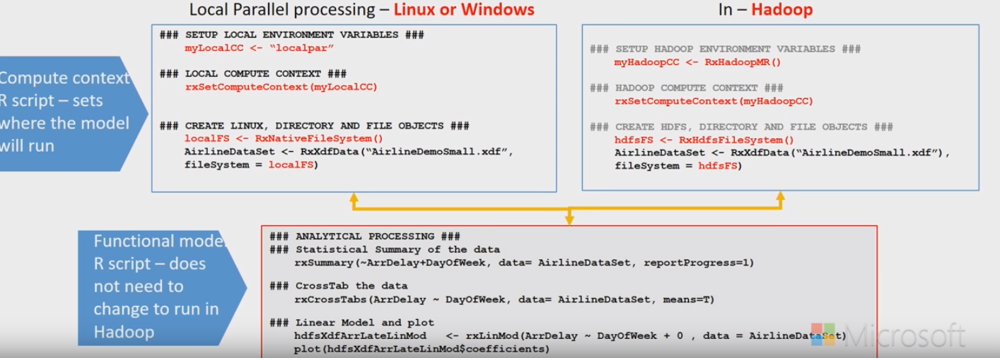 Local Parallel processing – Linux or Windows
### SETUP LOCAL ENVIRONMENT VARIABLES ###
myLocalCC <- “localpar”
### LOCAL COMPUTE CONTEXT ###
rxSetComputeContext(myLocalCC)
### CREATE LINUX, DIRECTORY AND FILE OBJECTS ###
localFS <- RxNativeFileSystem()
AirlineDataSet <- RxXdfData(“AirlineDemoSmall.xdf”,
fileSystem = localFS)
In – Hadoop
### SETUP HADOOP ENVIRONMENT VARIABLES ###
myHadoopCC <- RxHadoopMR()
### HADOOP COMPUTE CONTEXT ###
rxSetComputeContext(myHadoopCC)
### CREATE HDFS, DIRECTORY AND FILE OBJECTS ###
hdfsFS <- RxHdfsFileSystem()
AirlineDataSet <- RxXdfData(“AirlineDemoSmall.xdf”),
fileSystem = hdfsFS)
Compute context
R script – sets
where the model
will run
Functional model
R script – does
not need to
change to run in
Hadoop
### ANALYTICAL PROCESSING ###
### Statistical Summary of the data
rxSummary(~ArrDelay+DayOfWeek, data= AirlineDataSet, reportProgress=1)
### CrossTab the data
rxCrossTabs(ArrDelay ~ DayOfWeek, data= AirlineDataSet, means=T)
### Linear Model and plot
hdfsXdfArrLateLinMod <- rxLinMod(ArrDelay ~ DayOfWeek + 0 , data = AirlineDataSet)
plot(hdfsXdfArrLateLinMod$coefficients)
Microsoft